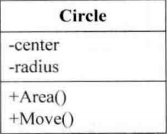 Circle
-center
-radius
+Area()
+Move()